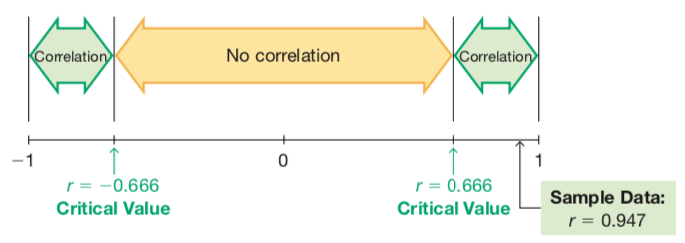 Correlation
No correlation
Correlation
−1
0
1
r = −0.666
Critical Value
r = 0.666
Critical Value
Sample Data:
r = 0.947